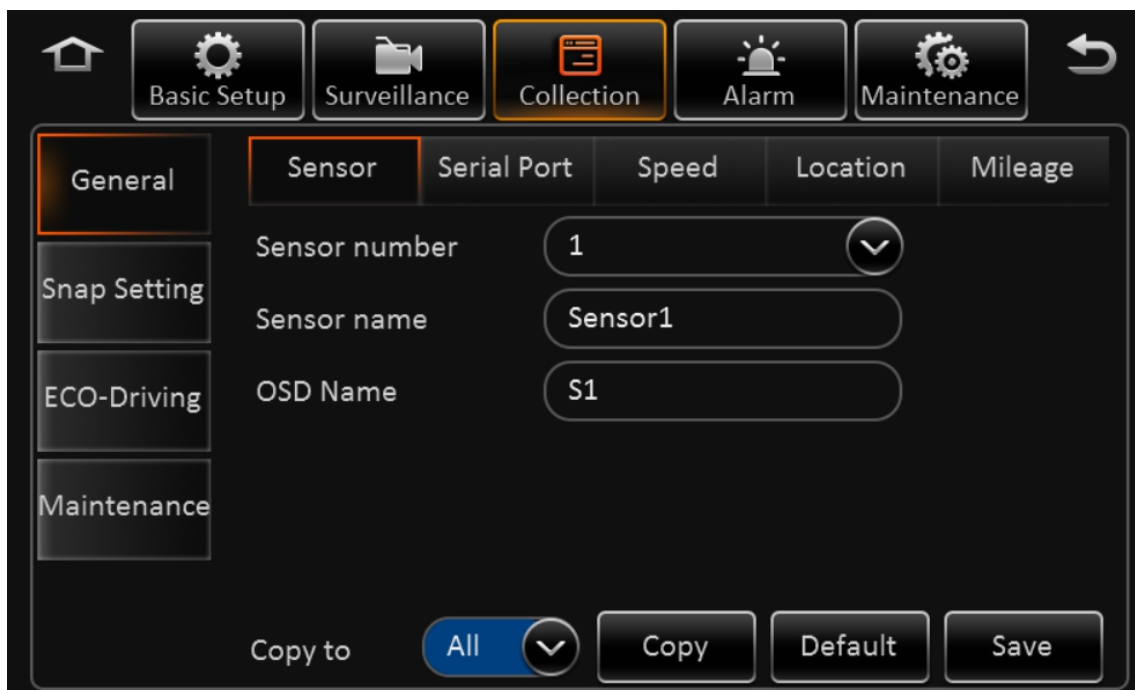 Basic Setup Surveillance Collection Alarm Maintenance
General
Snap Setting
ECO-Driving
Maintenance
Sensor Serial Port Speed Location Mileage
Sensor number 1
Sensor name Sensor1
OSD Name S1
Copy to All Copy Default Save